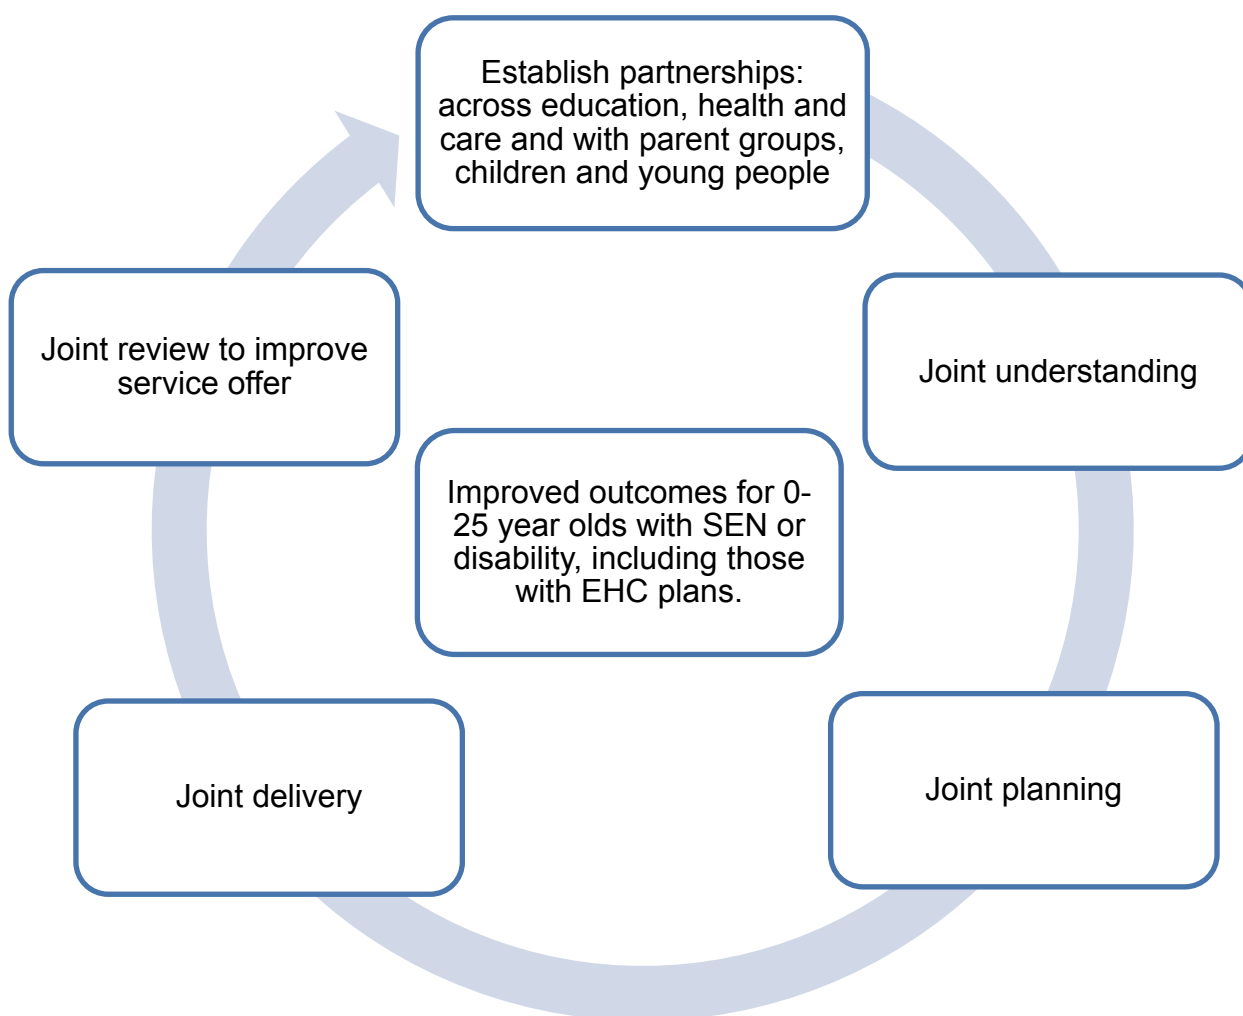 Establish partnerships:
across education, health and
care and with parent groups,
children and young people
Joint understanding
Joint planning
Joint delivery
Joint review to improve
service offer
Improved outcomes for 0-
25 year olds with SEN or
disability, including those
with EHC plans.